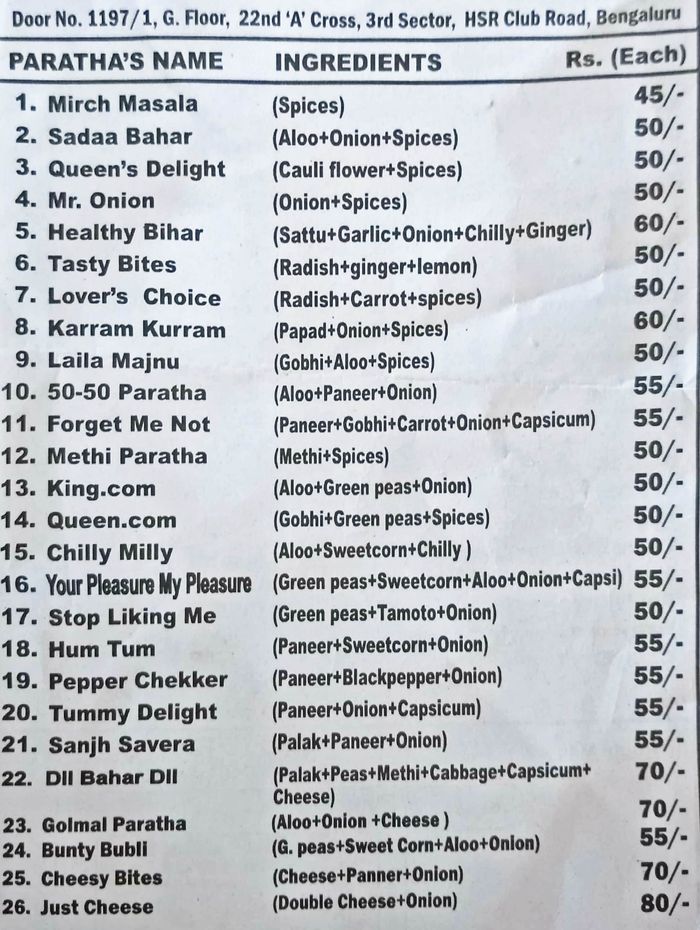 Door No. 1197/1, G. Floor, 22nd 'A' Cross, 3rd Sector, HSR Club Road, Bengaluru
PARATHA'S NAME INGREDIENTS Rs. (Each)
1. Mirch Masala (Spices) 45/-
2. Sadaa Bahar (Aloo+Onion+Spices) 50/-
3. Queen's Delight (Cauli flower+Spices) 50/-
4. Mr. Onion (Onion+Spices) 50/-
5. Healthy Bihar (Sattu+Garlic+Onion+Chilly+Ginger) 60/-
6. Tasty Bites (Radish+ginger+lemon) 50/-
7. Lover's Choice (Radish+Carrot+spices) 50/-
8. Karram Kurram (Papad+Onion+Spices) 60/-
9. Laila Majnu (Gobhi+Aloo+Spices) 50/-
10. 50-50 Paratha (Aloo+Paneer+Onion) 55/-
11. Forget Me Not (Paneer+Gobhi+Carrot+Onion+Capsicum) 55/-
12. Methi Paratha (Methi+Spices) 50/-
13. King.com (Aloo+Green peas+Onion) 50/-
14. Queen.com (Gobhi+Green peas+Spices) 50/-
15. Chilly Milly (Aloo+Sweetcorn+Chilly ) 50/-
16. Your Pleasure My Pleasure (Green peas+Sweetcorn+Aloo+Onion+Capsi) 55/-
17. Stop Liking Me (Green peas+Tamoto+Onion) 50/-
18. Hum Tum (Paneer+Sweetcorn+Onion) 55/-
19. Pepper Chekker (Paneer+Blackpepper+Onion) 55/-
20. Tummy Delight (Paneer+Onion+Capsicum) 55/-
21. Sanjh Savera (Palak+Paneer+Onion) 55/-
22. DIl Bahar DIl (Palak+Peas+Methi+Cabbage+Capsicum+ 70/-
Cheese)
23. Golmal Paratha (Aloo+Onion +Cheese ) 70/-
24. Bunty Bubli (G. peas+Sweet Corn+Aloo+Onion) 55/-
25. Cheesy Bites (Cheese+Panner+Onion) 70/-
26. Just Cheese (Double Cheese+Onion) 80/-